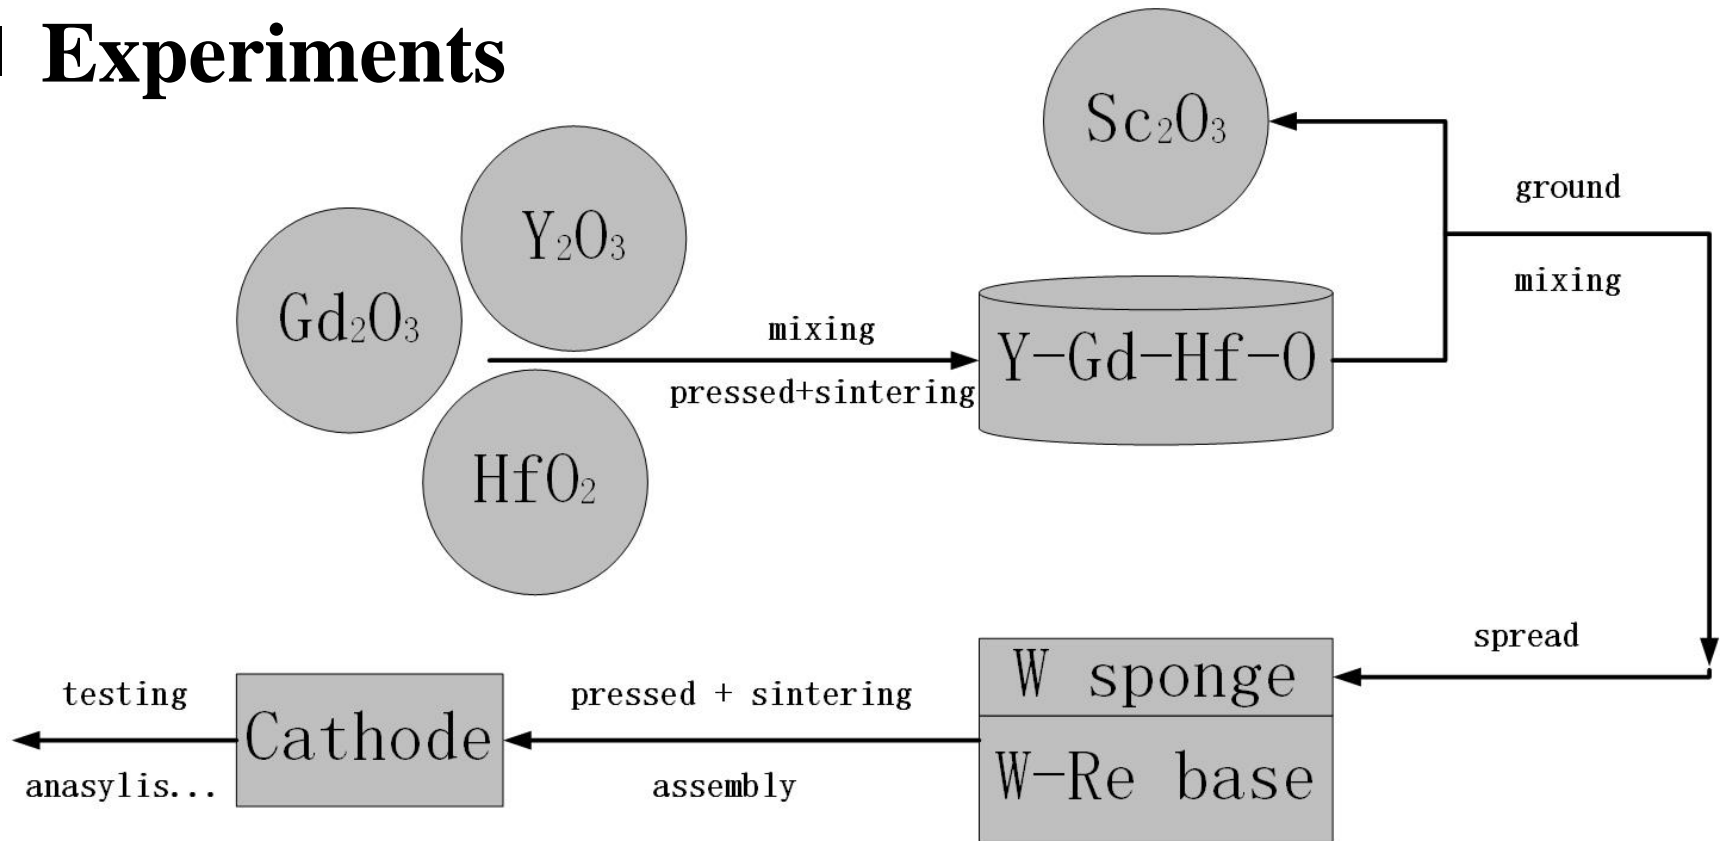 Experiments
Sc₂O₃
ground
Y₂O₃
Gd₂O₃
mixing
mixing
Y-Gd-Hf-O
pressed+sintering
HfO₂
spread
W sponge
testing
pressed + sintering
Cathode
W-Re base
anasylis...
assembly